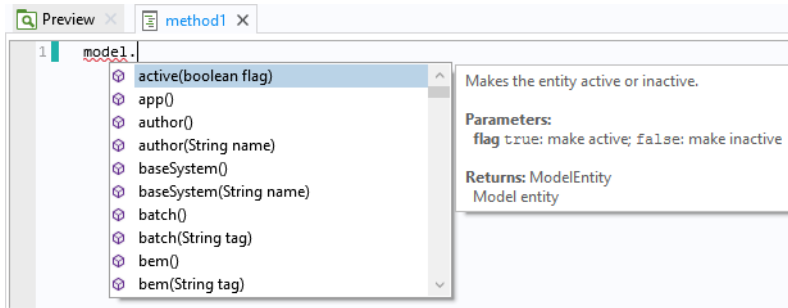 Preview
method1
1 model.
active(boolean flag)
app()
author()
author(String name)
baseSystem()
baseSystem(String name)
batch()
batch(String tag)
bem()
bem(String tag)
Makes the entity active or inactive.
Parameters:
flag true: make active; false: make inactive
Returns: ModelEntity
Model entity